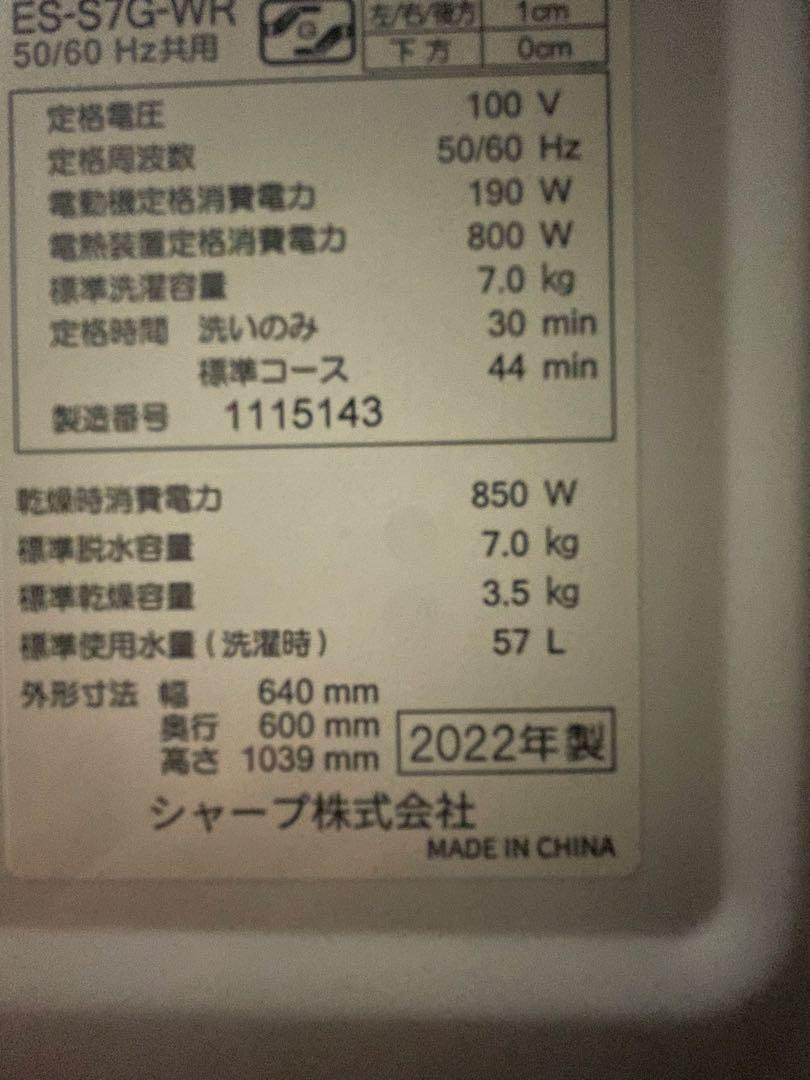 ES-S7G-WR
50/60 Hz共用
左/右/後方 1cm
下方 0cm
定格電圧 100 V
定格周波数 50/60 Hz
電動機定格消費電力 190 W
電熱装置定格消費電力 800 W
標準洗濯容量 7.0 kg
定格時間 洗いのみ 30 min
標準コース 44 min
製造番号 1115143
乾燥時消費電力 850 W
標準脱水容量 7.0 kg
標準乾燥容量 3.5 kg
標準使用水量(洗濯時) 57 L
外形寸法 幅 640 mm
奥行 600 mm
高さ 1039 mm
2022年製
シャープ株式会社
MADE IN CHINA